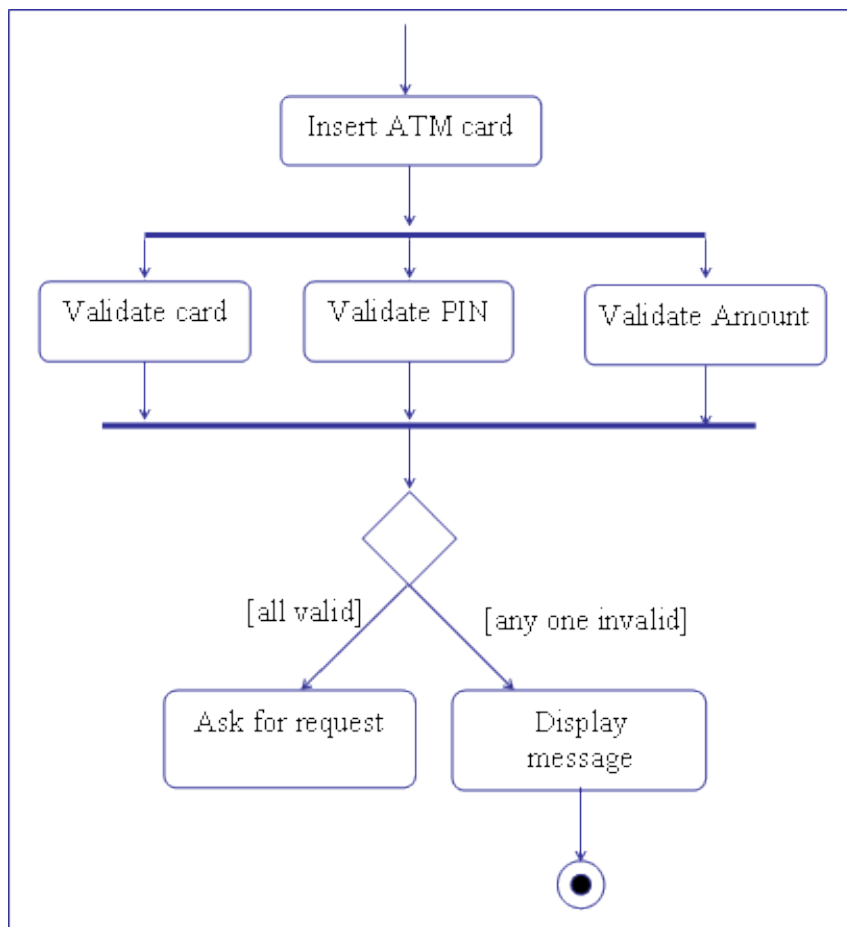 Insert ATM card
Validate card
Validate PIN
Validate Amount
[all valid]
[any one invalid]
Ask for request
Display
message